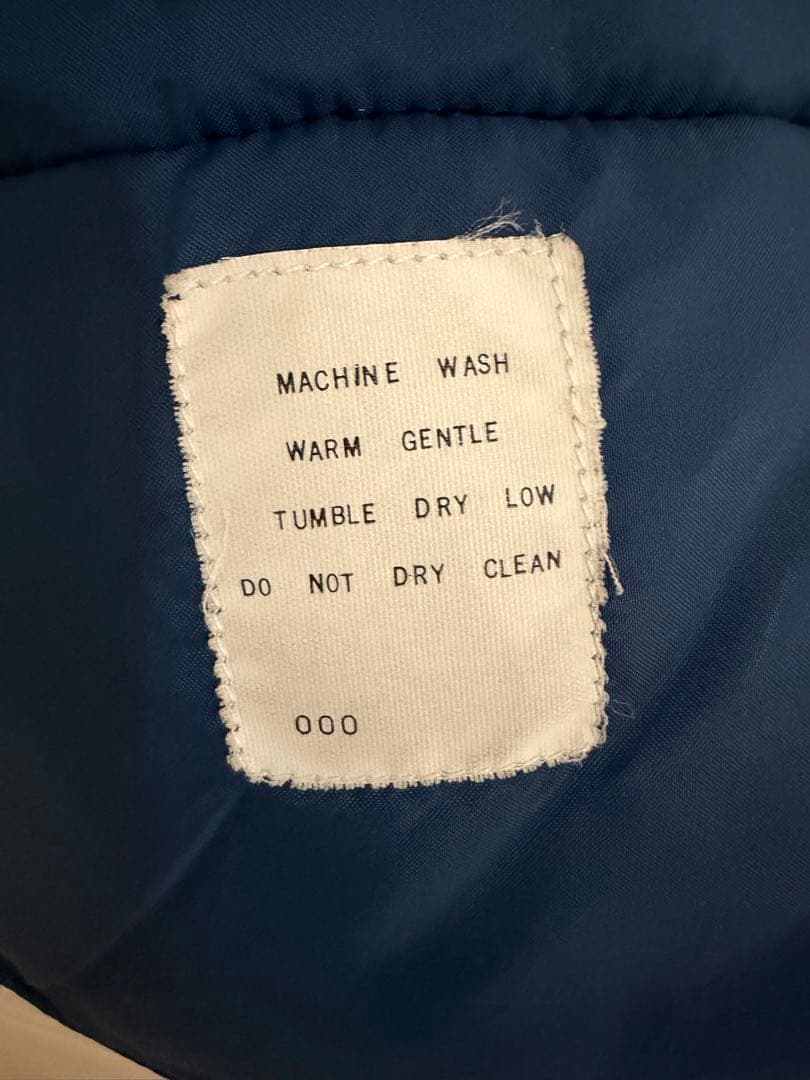 MACHINE WASH
WARM GENTLE
TUMBLE DRY LOW
DO NOT DRY CLEAN
000